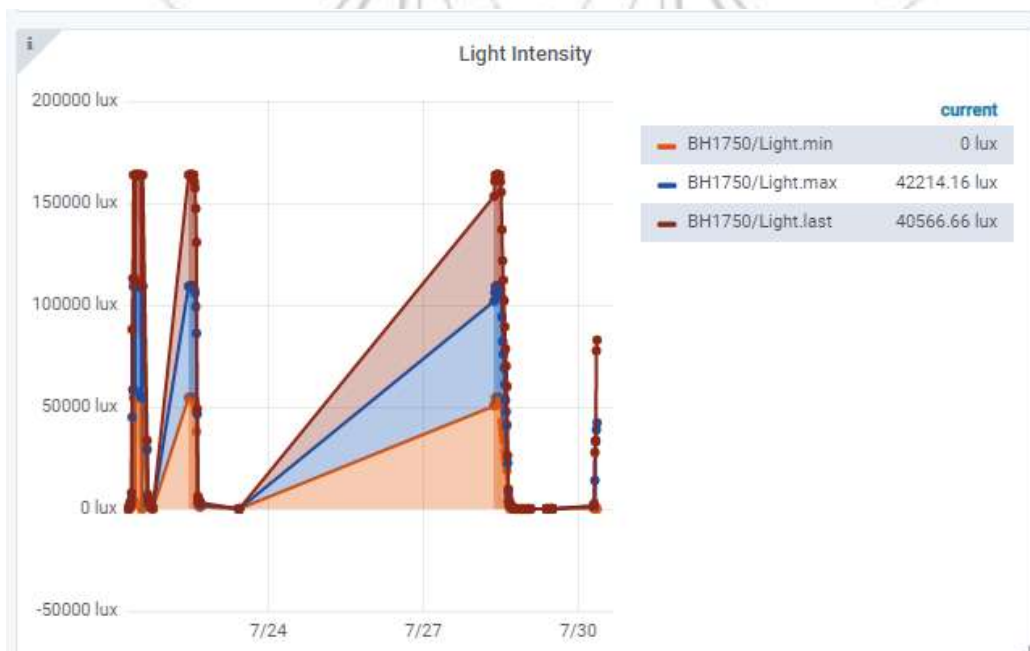 i
Light Intensity
200000 lux
150000 lux
100000 lux
50000 lux
0 lux
-50000 lux
7/24 7/27 7/30
current
BH1750/Light.min 0 lux
BH1750/Light.max 42214.16 lux
BH1750/Light.last 40566.66 lux